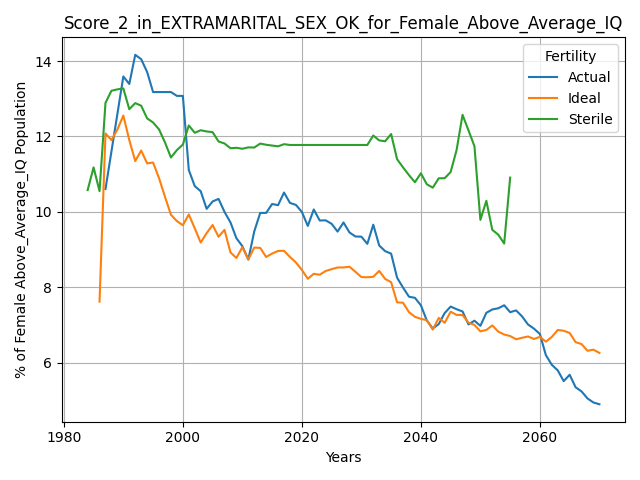 Score_2_in_EXTRAMARITAL_SEX_OK_for_Female_Above_Average_IQ
% of Female Above_Average_IQ Population
14
12
10
8
6
Fertility
Actual
Ideal
Sterile
1980 2000 2020 2040 2060
Years